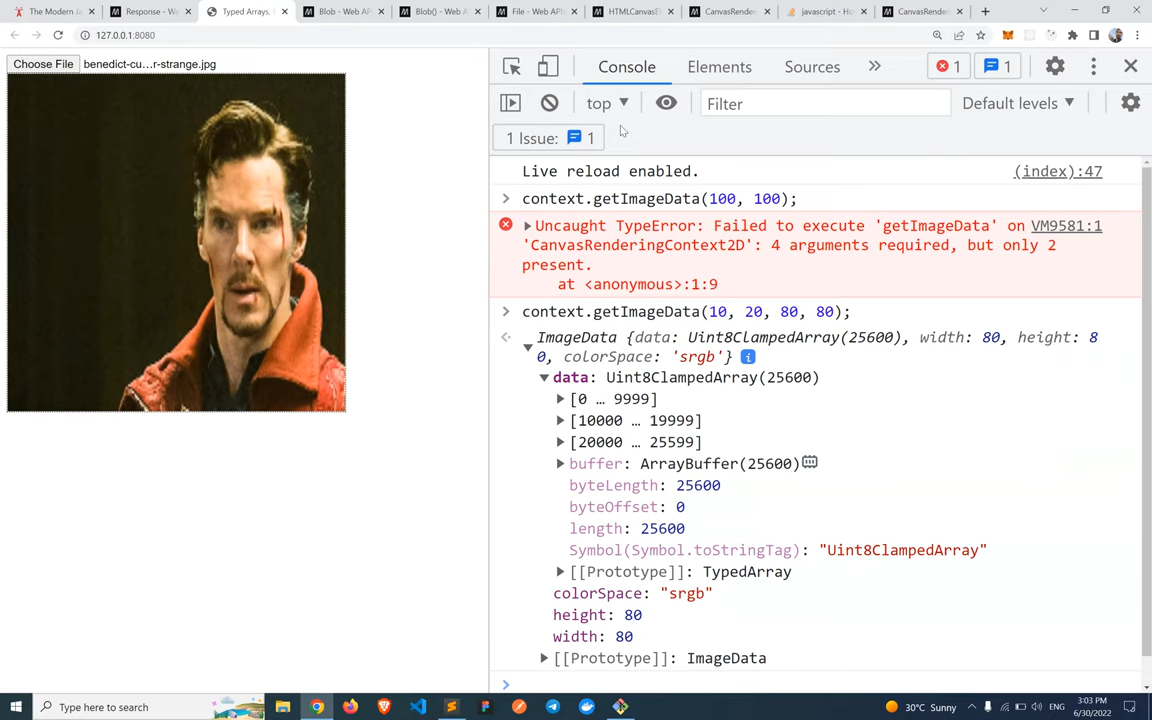 The Modern Ja
Response - We
Typed Arrays,
Blob - Web AP
Blob() - Web A
File - Web API
HTMLCanvasE
CanvasRender
javascript - Ho
CanvasRender
127.0.0.1:8080
Choose File benedict-cu...r-strange.jpg
Console Elements Sources 1 1
top Filter Default levels
1 Issue: 1
Live reload enabled. (index):47
context.getImageData(100, 100);
Uncaught TypeError: Failed to execute 'getImageData' on VM9581:1
'CanvasRenderingContext2D': 4 arguments required, but only 2
present.
at <anonymous>:1:9
context.getImageData(10, 20, 80, 80);
ImageData {data: Uint8ClampedArray(25600), width: 80, height: 8
0, colorSpace: 'srgb'}
data: Uint8ClampedArray(25600)
[0 … 9999]
[10000 … 19999]
[20000 … 25599]
buffer: ArrayBuffer(25600)
byteLength: 25600
byteOffset: 0
length: 25600
Symbol(Symbol.toStringTag): "Uint8ClampedArray"
[[Prototype]]: TypedArray
colorSpace: "srgb"
height: 80
width: 80
[[Prototype]]: ImageData
Type here to search
30°C Sunny
ENG
3:03 PM
6/30/2022